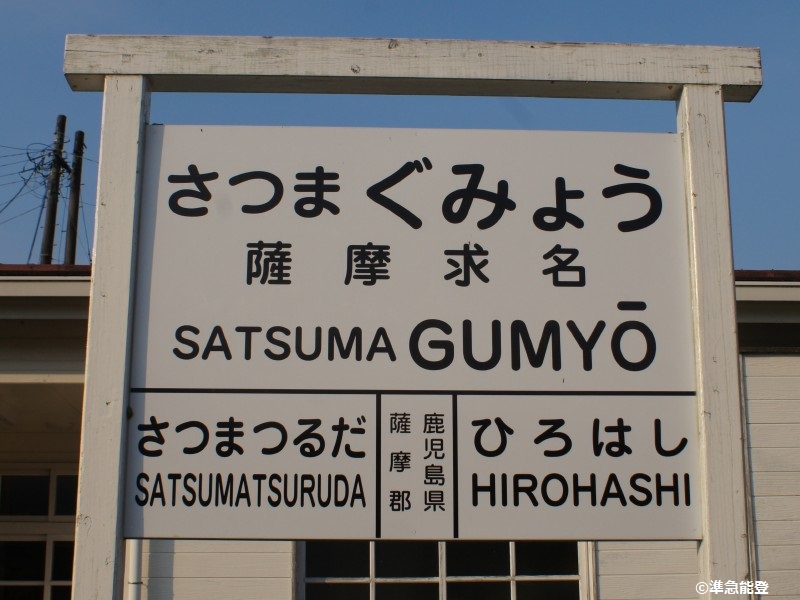 さつまぐみょう
薩摩求名
SATSUMA GUMYŌ
さつまつるだ
SATSUMATSURUDA
鹿児島県
薩摩郡
ひろはし
HIROHASHI
©準急能登